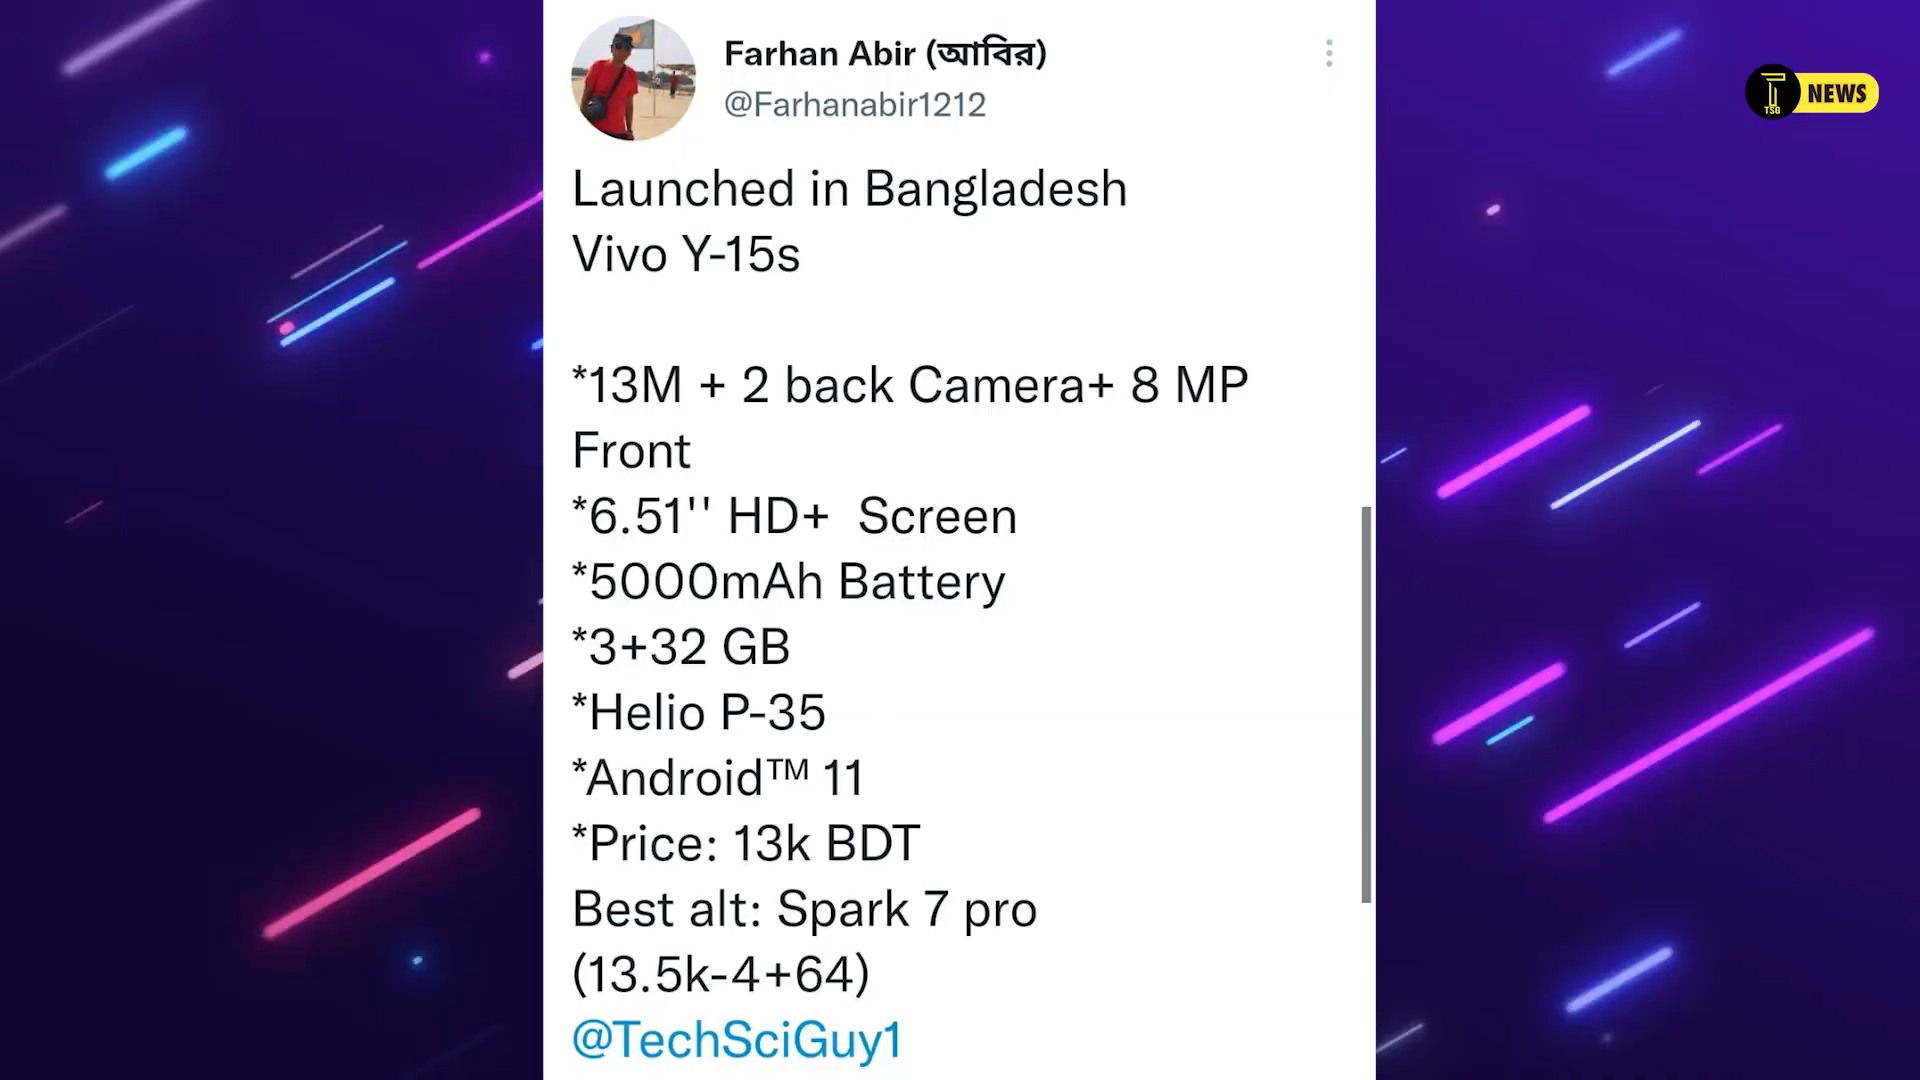 Farhan Abir (আবির)
@Farhanabir1212
TSG
NEWS
Launched in Bangladesh
Vivo Y-15s
*13M + 2 back Camera+ 8 MP
Front
*6.51'' HD+  Screen
*5000mAh Battery
*3+32 GB
*Helio P-35
*Android™ 11
*Price: 13k BDT
Best alt: Spark 7 pro
(13.5k-4+64)
@TechSciGuy1